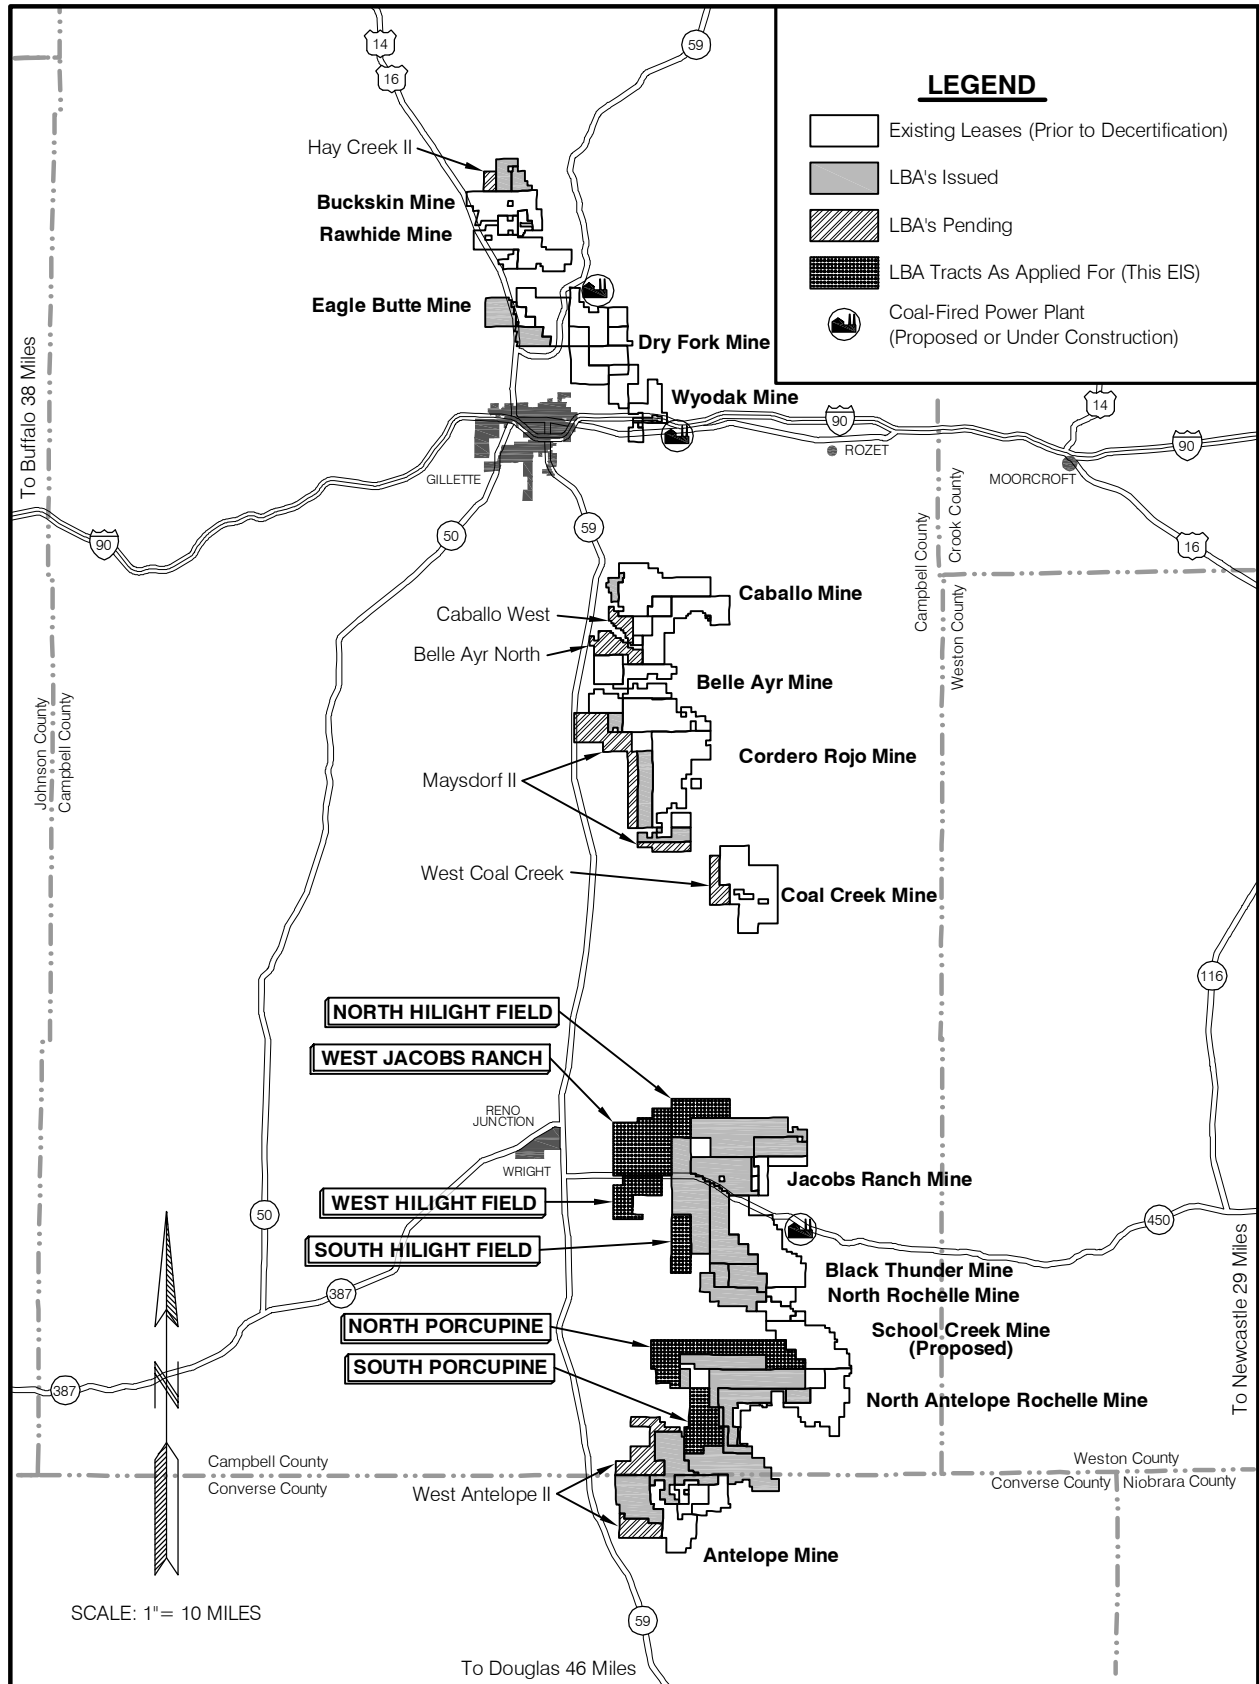 14
16
59
LEGEND
Existing Leases (Prior to Decertification)
LBA's Issued
LBA's Pending
LBA Tracts As Applied For (This EIS)
Coal-Fired Power Plant
(Proposed or Under Construction)
Hay Creek II
Buckskin Mine
Rawhide Mine
Eagle Butte Mine
Dry Fork Mine
Wyodak Mine
To Buffalo 38 Miles
14
90
90
ROZET
MOORCROFT
GILLETTE
90
50
59
16
Campbell County
Crook County
Weston County
Caballo Mine
Caballo West
Belle Ayr North
Belle Ayr Mine
Johnson County
Campbell County
Cordero Rojo Mine
Maysdorf II
West Coal Creek
Coal Creek Mine
116
NORTH HILIGHT FIELD
WEST JACOBS RANCH
RENO
JUNCTION
WRIGHT
Jacobs Ranch Mine
WEST HILIGHT FIELD
50
450
SOUTH HILIGHT FIELD
Black Thunder Mine
387
North Rochelle Mine
NORTH PORCUPINE
School Creek Mine
(Proposed)
SOUTH PORCUPINE
387
North Antelope Rochelle Mine
To Newcastle 29 Miles
N
Campbell County
Converse County
Weston County
Converse County
Niobrara County
West Antelope II
Antelope Mine
SCALE: 1"= 10 MILES
59
To Douglas 46 Miles